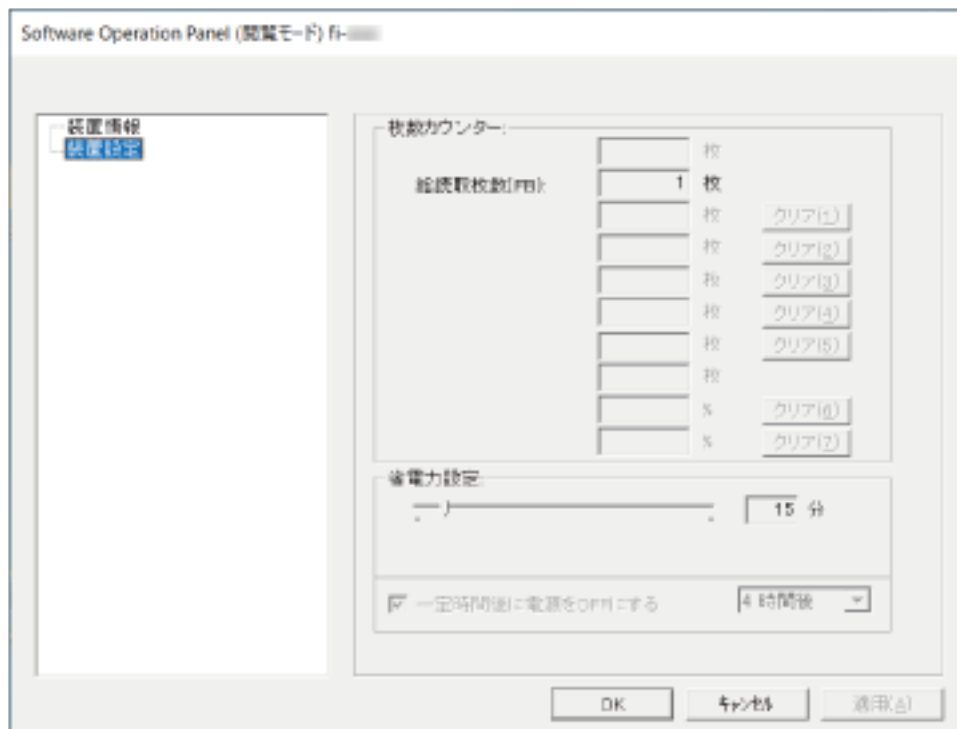 Software Operation Panel (閲覧モード) fi-
装置情報
装置設定
枚数カウンター:
枚
総読取枚数(FB): 1 枚
枚 クリア(1)
枚 クリア(2)
枚 クリア(3)
枚 クリア(4)
枚 クリア(5)
枚
% クリア(6)
% クリア(7)
省電力設定:
15 分
一定時間後に電源をOFFにする 4 時間後
OK キャンセル 適用(A)